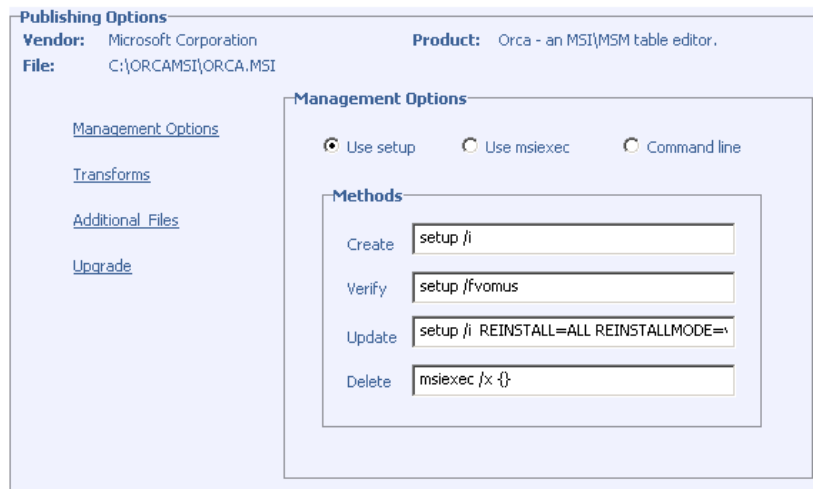 Publishing Options
Vendor: Microsoft Corporation Product: Orca - an MSI\MSM table editor.
File: C:\ORCAMSI\ORCA.MSI
Management Options
Transforms
Additional Files
Upgrade
Management Options
Use setup Use msiexec Command line
Methods
Create setup /i
Verify setup /fvomus
Update setup /i REINSTALL=ALL REINSTALLMODE=
Delete msiexec /x {}